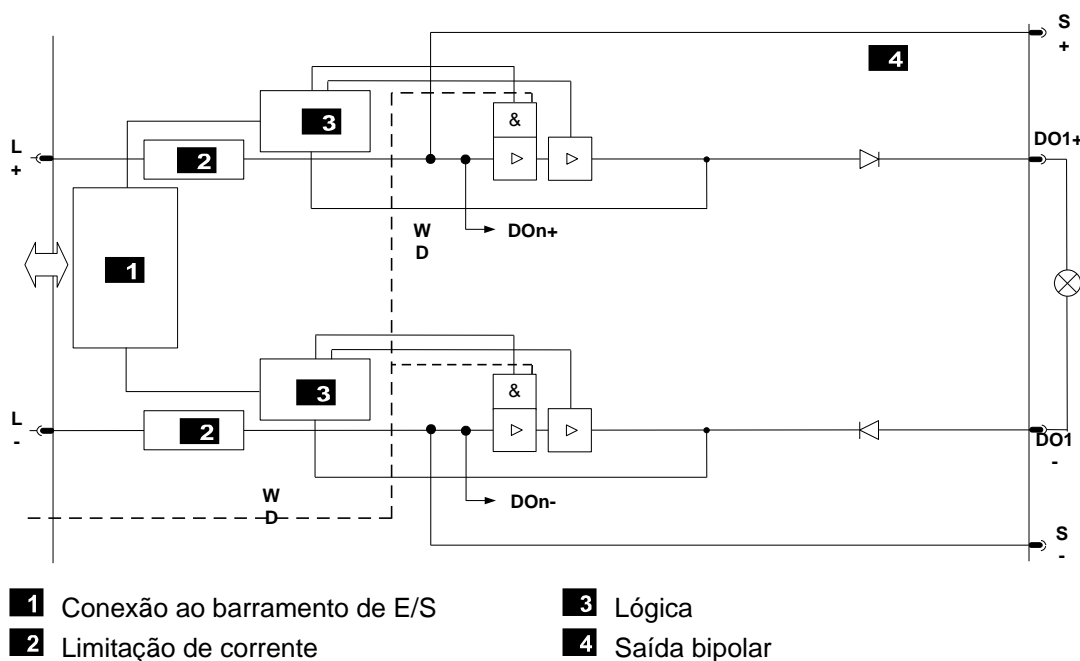 S
+
4
3
&
L
+
2
DO1+
W
D
DOn+
1
3
&
L
-
2
DO1
-
W
D
DOn-
S
-
1 Conexão ao barramento de E/S
2 Limitação de corrente
3 Lógica
4 Saída bipolar